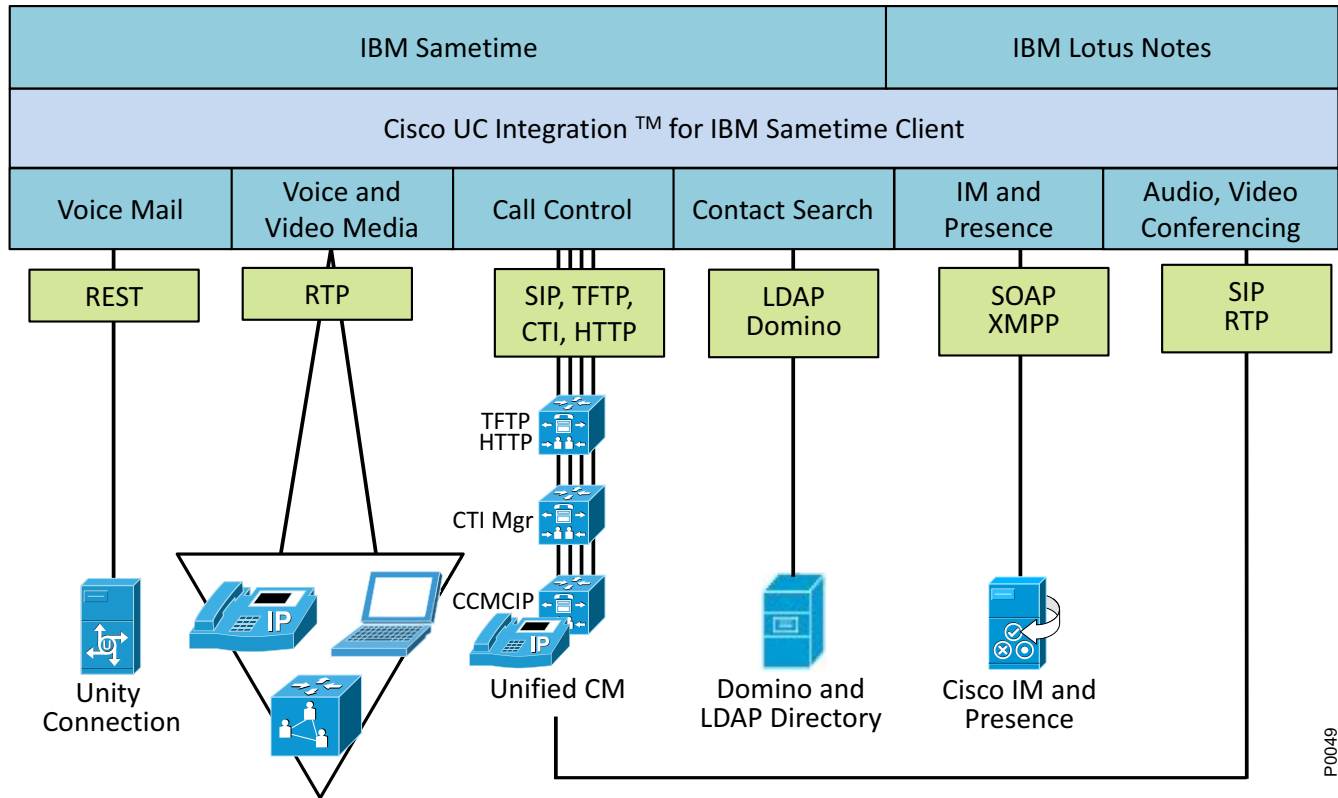 IBM Sametime
IBM Lotus Notes
Cisco UC Integration ™ for IBM Sametime Client
Voice Mail
Voice and
Video Media
Call Control
Contact Search
IM and
Presence
Audio, Video
Conferencing
REST
RTP
SIP, TFTP,
CTI, HTTP
LDAP
Domino
SOAP
XMPP
SIP
RTP
TFTP
HTTP
CTI Mgr
CCMCIP
IP
IP
Unity
Connection
Unified CM
Domino and
LDAP Directory
Cisco IM and
Presence
P0049